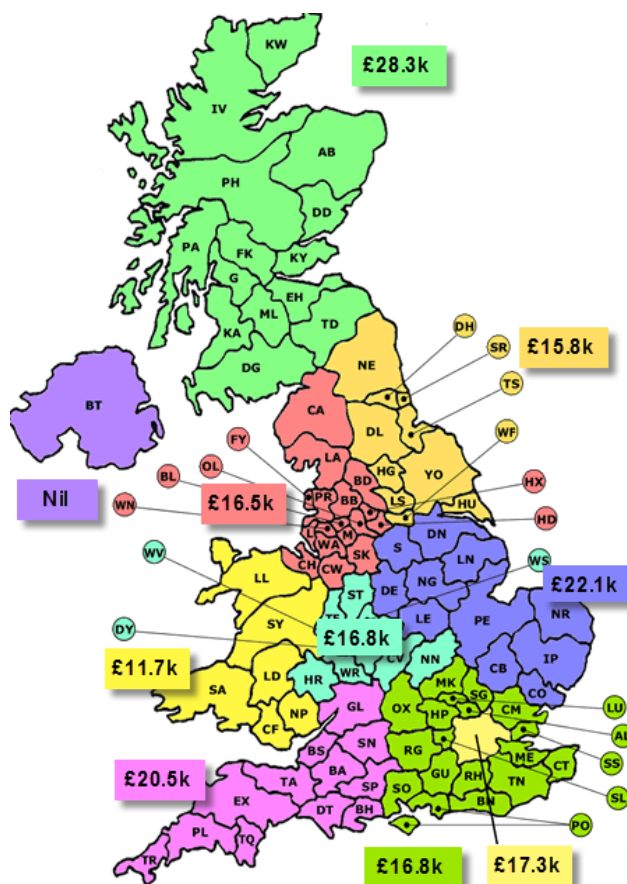 KW
£28.3k
IV
AB
PH
DD
PA
FK
KY
G
EH
ML
TD
KA
DG
DH
SR
£15.8k
NE
TS
BT
CA
DL
WF
FY
LA
HG
YO
OL
BD
HX
BL
PR
BB
LS
HU
Nil
£16.5k
WN
L
M
HD
WA
DN
WV
SK
S
CH
CW
LN
WS
LL
ST
DE
NG
£22.1k
SY
LE
PE
NR
DY
£16.8k
CV
NN
CB
IP
£11.7k
LD
HR
WR
CO
SA
MK
SG
LU
NP
GL
OX
HP
CM
CF
AL
BS
SN
RG
ME
CT
SS
£20.5k
TA
BA
GU
RH
TN
SL
EX
SP
SO
BN
DT
BH
PL
TQ
PO
TR
£16.8k
£17.3k